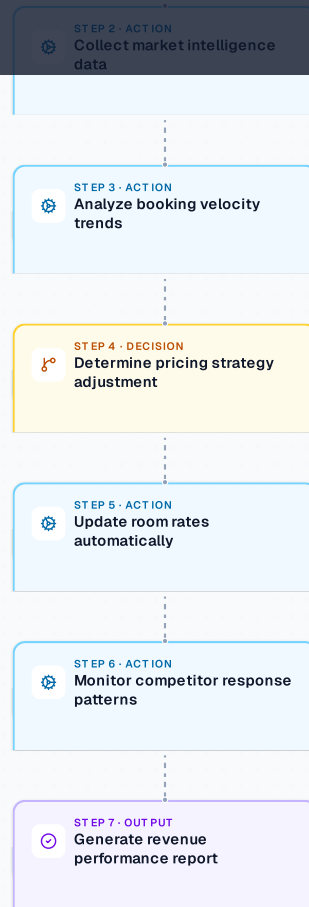 STEP 2 · ACTION
Collect market intelligence
data
STEP 3 · ACTION
Analyze booking velocity
trends
STEP 4 · DECISION
Determine pricing strategy
adjustment
STEP 5 · ACTION
Update room rates
automatically
STEP 6 · ACTION
Monitor competitor response
patterns
STEP 7 · OUTPUT
Generate revenue
performance report